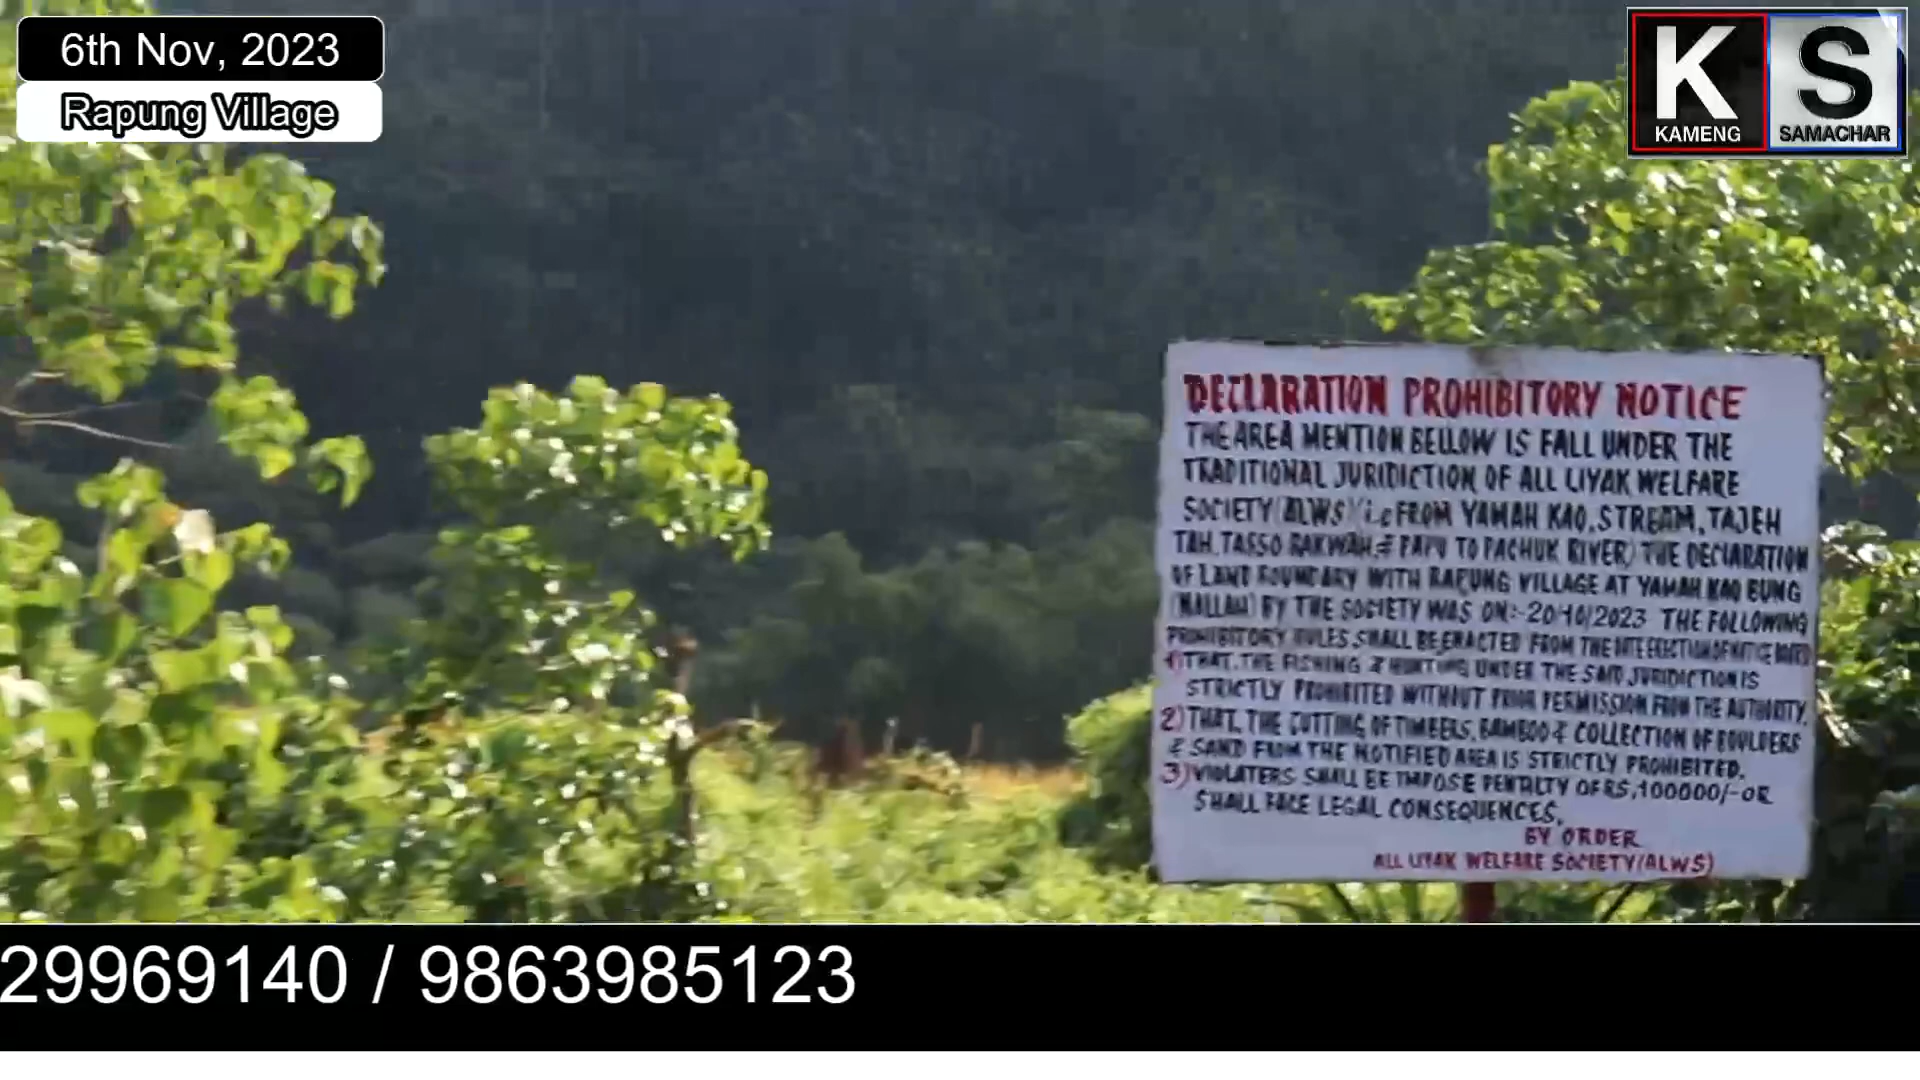 6th Nov, 2023
Rapung Village
K S
KAMENG SAMACHAR
DECLARATION PROHIBITORY NOTICE
THE AREA MENTION BELLOW IS FALL UNDER THE
TRADITIONAL JURIDICTION OF ALL LIYAK WELFARE
SOCIETY (ALWS) (i.e FROM YAMAH KAO, STREAM, TAJEH
TAH, TASSO RAKWAH & PAPU TO PACHUK RIVER) THE DECLARATION
OF LAND BOUNDARY WITH RAPUNG VILLAGE AT YAMAH KAO BUNG
(NALLAH) BY THE SOCIETY WAS ON:-20/10/2023 THE FOLLOWING
PROHIBITORY RULES SHALL BE ENACTED FROM THE DATE ERECTION OF NOTICE BOARD
1) THAT, THE FISHING & HUNTING UNDER THE SAID JURIDICTION IS
STRICTLY PROHIBITED WITHOUT PRIOR PERMISSION FROM THE AUTHORITY.
2) THAT, THE CUTTING OF TIMBERS, BAMBOO & COLLECTION OF BOULDERS
& SAND FROM THE NOTIFIED AREA IS STRICTLY PROHIBITED.
3) VIOLATERS SHALL BE IMPOSE PENALTY OF RS, 100000/- OR
SHALL FACE LEGAL CONSEQUENCES.
BY ORDER
ALL LIYAK WELFARE SOCIETY (ALWS)
29969140 / 9863985123